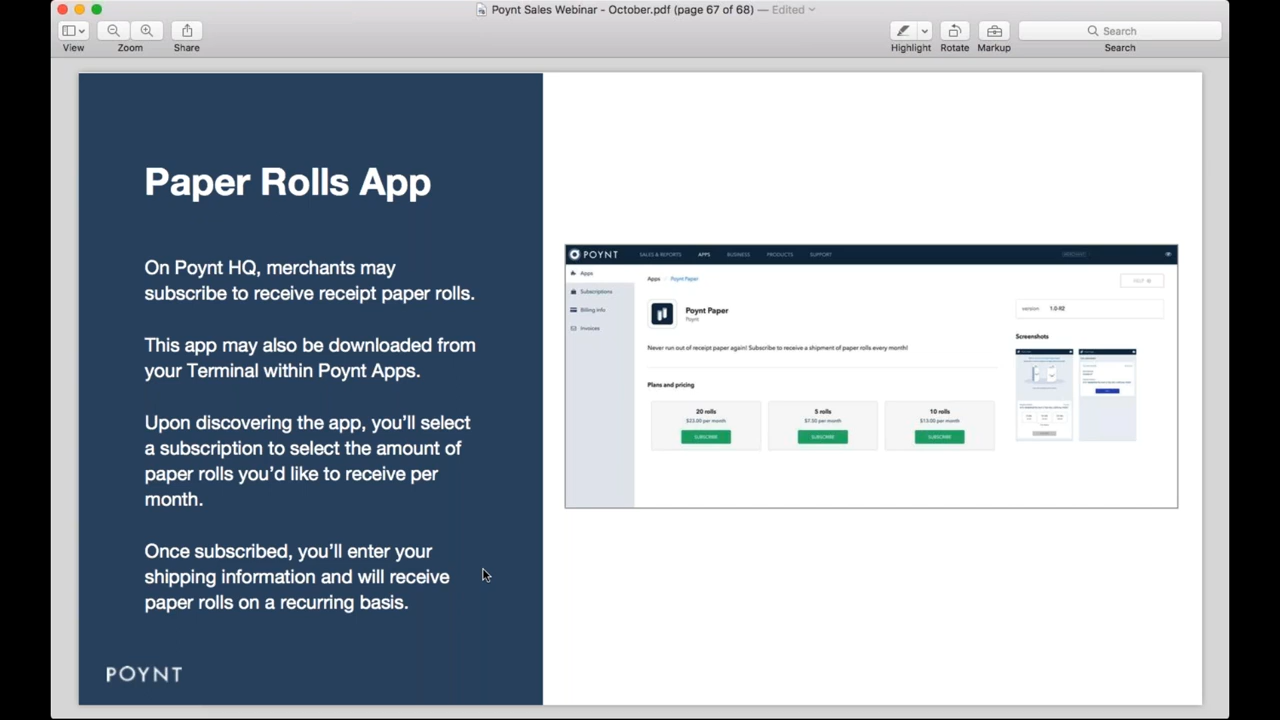 Poynt Sales Webinar - October.pdf (page 67 of 68) — Edited
View
Zoom
Share
Highlight
Rotate
Markup
Search
Search
Paper Rolls App
On Poynt HQ, merchants may
subscribe to receive receipt paper rolls.
This app may also be downloaded from
your Terminal within Poynt Apps.
Upon discovering the app, you’ll select
a subscription to select the amount of
paper rolls you’d like to receive per
month.
Once subscribed, you’ll enter your
shipping information and will receive
paper rolls on a recurring basis.
POYNT
POYNT SALES & REPORTS APPS BUSINESS PRODUCTS SUPPORT
Apps
Subscriptions
Billing Info
Invoices
Apps / Poynt Paper
Poynt Paper
Poynt
Never run out of receipt paper again! Subscribe to receive a shipment of paper rolls every month!
Plans and pricing
20 rolls
$23.00 per month
SUBSCRIBE
5 rolls
$7.50 per month
SUBSCRIBE
10 rolls
$13.00 per month
SUBSCRIBE
version 1.0-R2
Screenshots